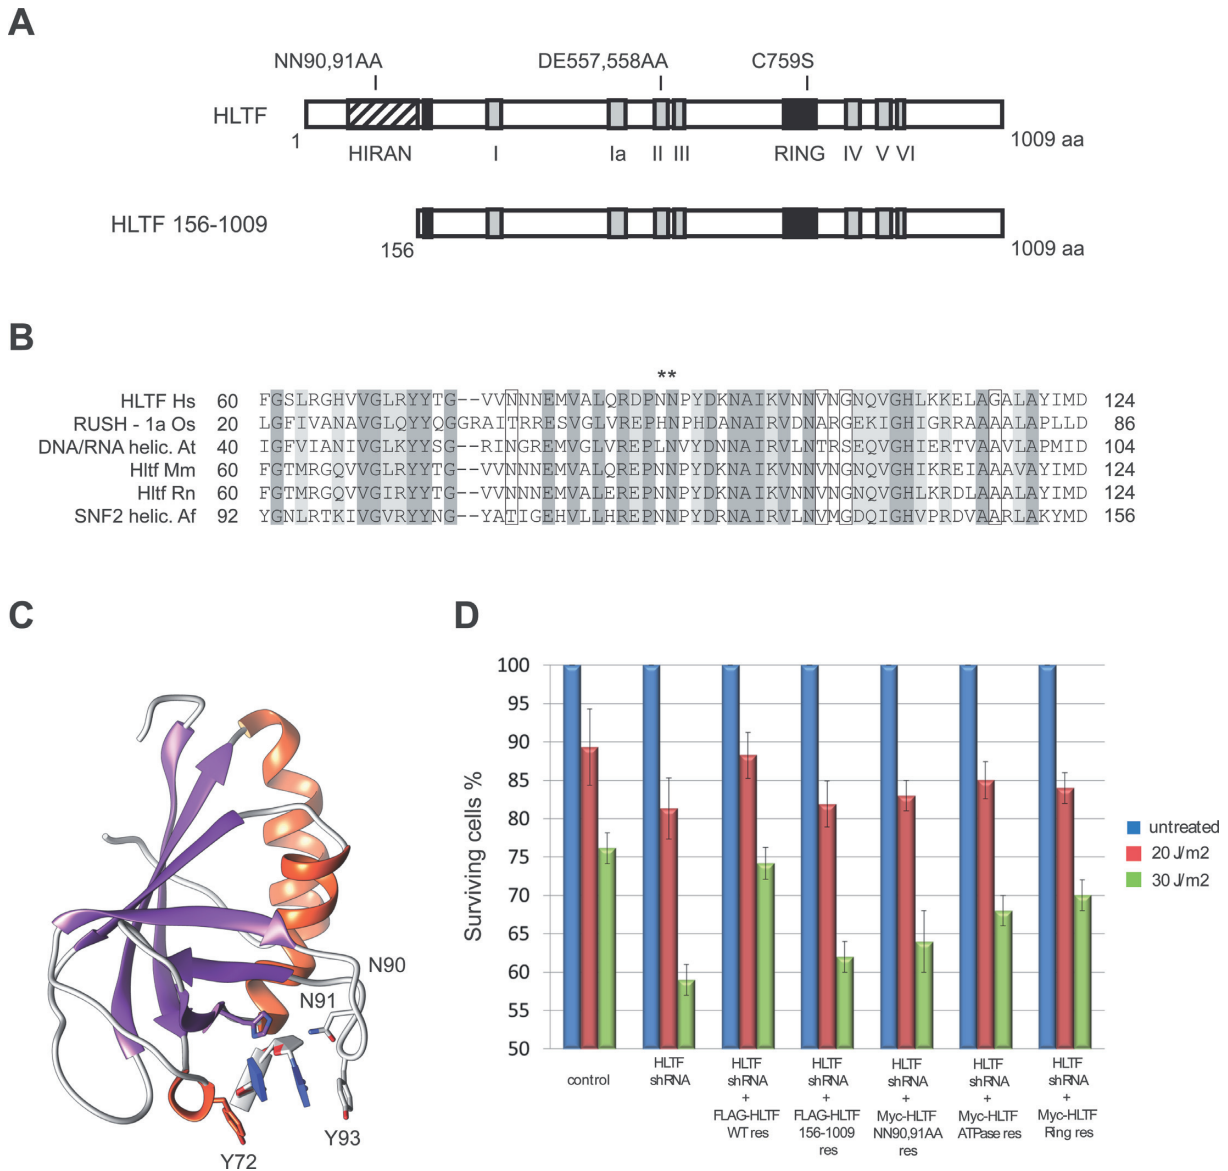 A
NN90,91AA DE557,558AA C759S
HLTF
1 1009 aa
HIRAN I Ia II III RING IV V VI
HLTF 156-1009
156 1009 aa
B
**
HLTF Hs 60 FGSLRGHVVGLRYYTG--VVNNNEMVALQRDPNNPYDKNAIKVNNVNGNQVGHLKKELAGALAYIMD 124
RUSH - 1a Os 20 LGFIVANAVGLQYYQGGRAITRRESVGLVREPHNPHDANAIRVDNALGRSVGHIGRRAAALAPLLD 86
DNA/RNA helic. At 40 IGFVIANIVGLKYYSG--RINGREMVGLVREPLNVYDNNAIRVLNTRSEQIGHIERTVAAVLAPMID 104
Hltf Mm 60 FGTMRGQVVGLRYYTG--VVNNNEMVALQREPNNPYDKNAIKVNNVNGNQVGHIKREIAAAVAYIMD 124
Hltf Rn 60 FGTMRGQVVGIRYYTG--VVNNNEMVALEREPNNPYDKNAIKVNNVNGNQVGHLKRDLAAALAYIMD 124
SNF2 helic. Af 92 YGNLRTKIVGVRYYNG--YATIGEHVLLHREPNNPYDRNAIRVLNVMGDQIGHVPRDVAARLAKYMD 156
C
N90
N91
Y93
Y72
D
Surviving cells %
100
95
90
85
80
75
70
65
60
55
50
untreated
20 J/m2
30 J/m2
control
HLTF
shRNA
HLTF
shRNA
+
FLAG-HLTF
WT res
HLTF
shRNA
+
FLAG-HLTF
156-1009
res
HLTF
shRNA
+
Myc-HLTF
NN90,91AA
res
HLTF
shRNA
+
Myc-HLTF
ATPase res
HLTF
shRNA
+
Myc-HLTF
Ring res